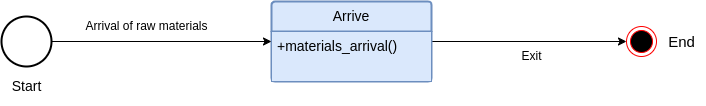 Arrival of raw materials
Arrive
+materials_arrival()
Exit
Start
End